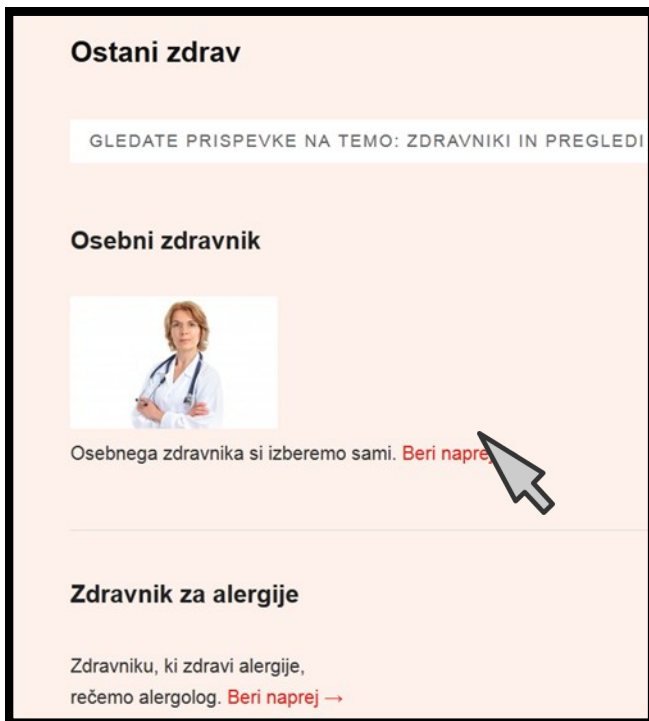 Ostani zdrav
GLEDATE PRISPEVKE NA TEMO: ZDRAVNIKI IN PREGLEDI
Osebni zdravnik
Osebnega zdravnika si izberemo sami. Beri naprej
Zdravnik za alergije
Zdravniku, ki zdravi alergije,
rečemo alergolog. Beri naprej →